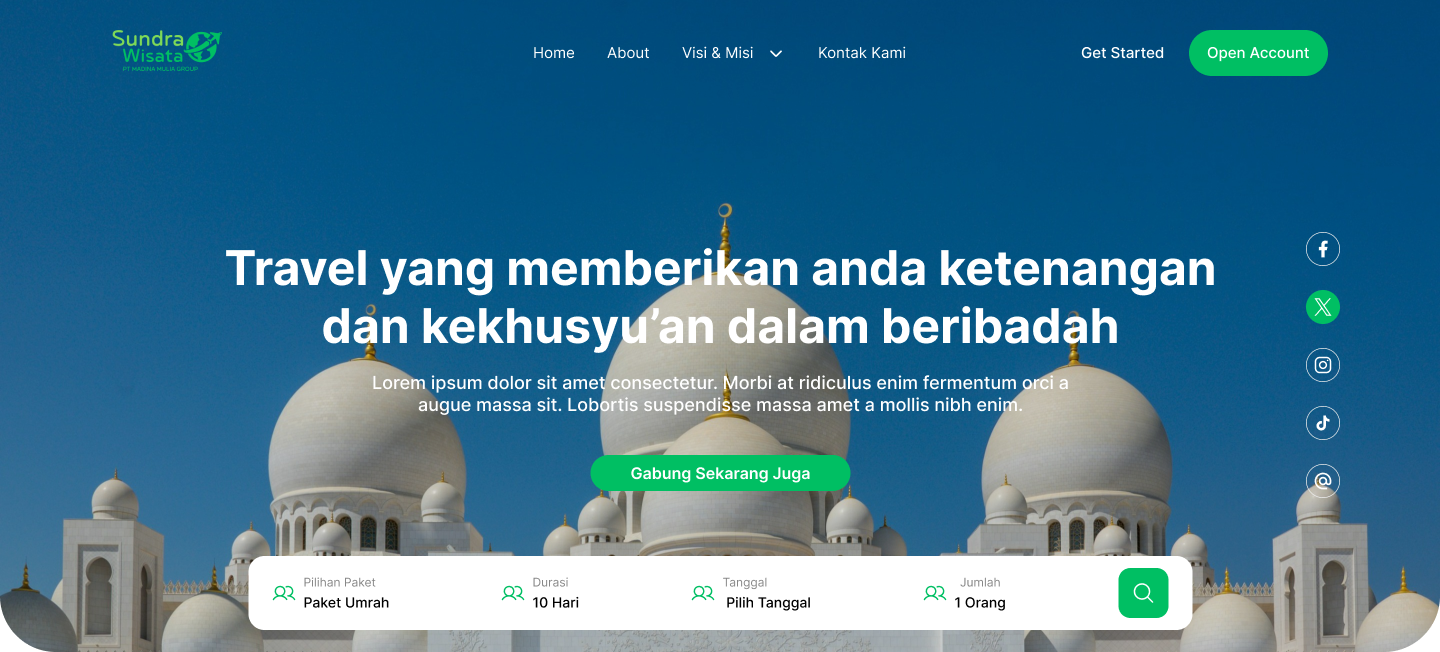 Sundra
Wisata
PT MADINA MULIA GROUP
Home About Visi & Misi Kontak Kami Get Started Open Account
Travel yang memberikan anda ketenangan
dan kekhusyu’an dalam beribadah
Lorem ipsum dolor sit amet consectetur. Morbi at ridiculus enim fermentum orci a
augue massa sit. Lobortis suspendisse massa amet a mollis nibh enim.
Gabung Sekarang Juga
Pilihan Paket Durasi Tanggal Jumlah
Paket Umrah 10 Hari Pilih Tanggal 1 Orang